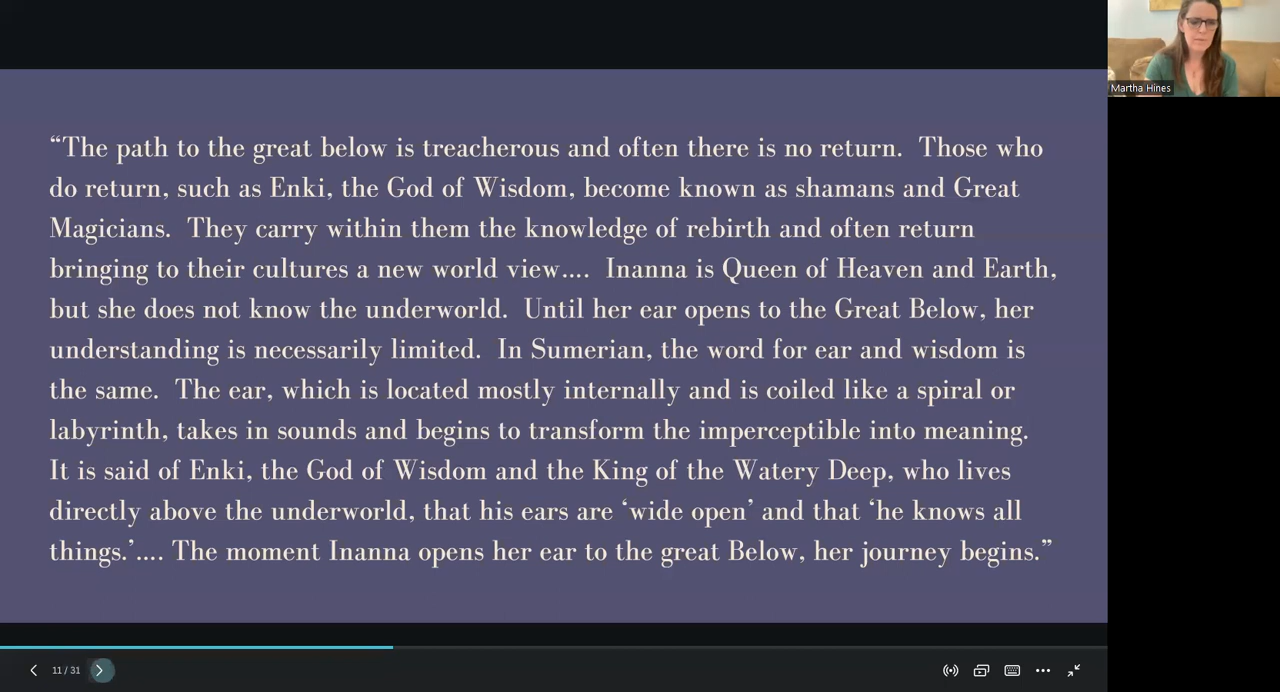 Martha Hines
“The path to the great below is treacherous and often there is no return.  Those who
do return, such as Enki, the God of Wisdom, become known as shamans and Great
Magicians.  They carry within them the knowledge of rebirth and often return
bringing to their cultures a new world view….  Inanna is Queen of Heaven and Earth,
but she does not know the underworld.  Until her ear opens to the Great Below, her
understanding is necessarily limited.  In Sumerian, the word for ear and wisdom is
the same.  The ear, which is located mostly internally and is coiled like a spiral or
labyrinth, takes in sounds and begins to transform the imperceptible into meaning.
It is said of Enki, the God of Wisdom and the King of the Watery Deep, who lives
directly above the underworld, that his ears are ‘wide open’ and that ‘he knows all
things.’…. The moment Inanna opens her ear to the great Below, her journey begins.”
11 / 31